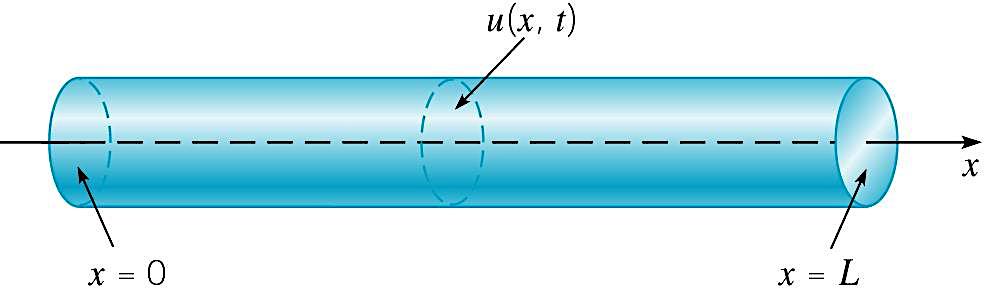 u(x, t)
x
x = 0
x = L